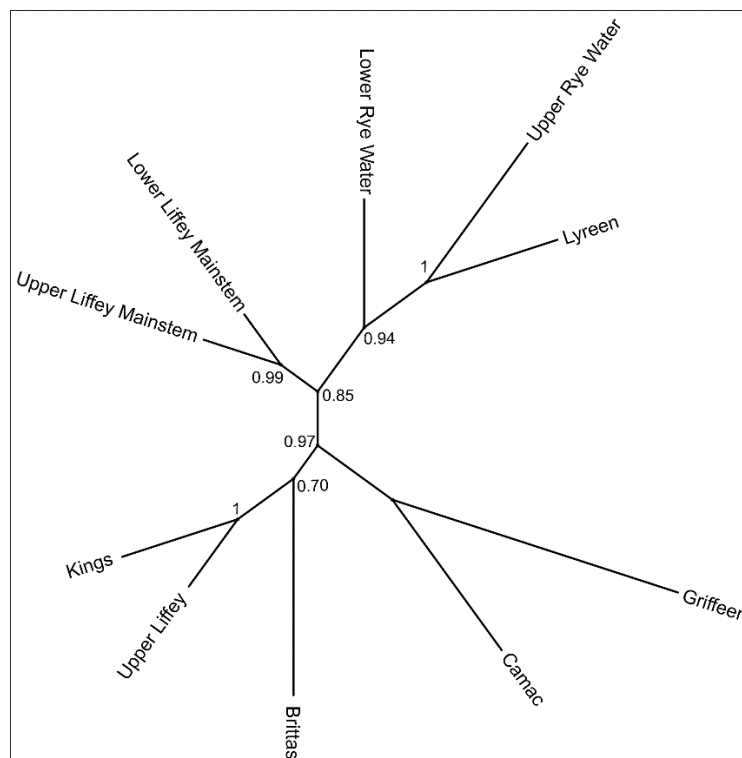 Upper Rye Water
Lower Rye Water
Lower Liffey Mainstem
Lyreen
1
Upper Liffey Mainstem
0.94
0.99
0.85
0.97
0.70
1
Kings
Upper Liffey
Griffeen
Camac
Brittas